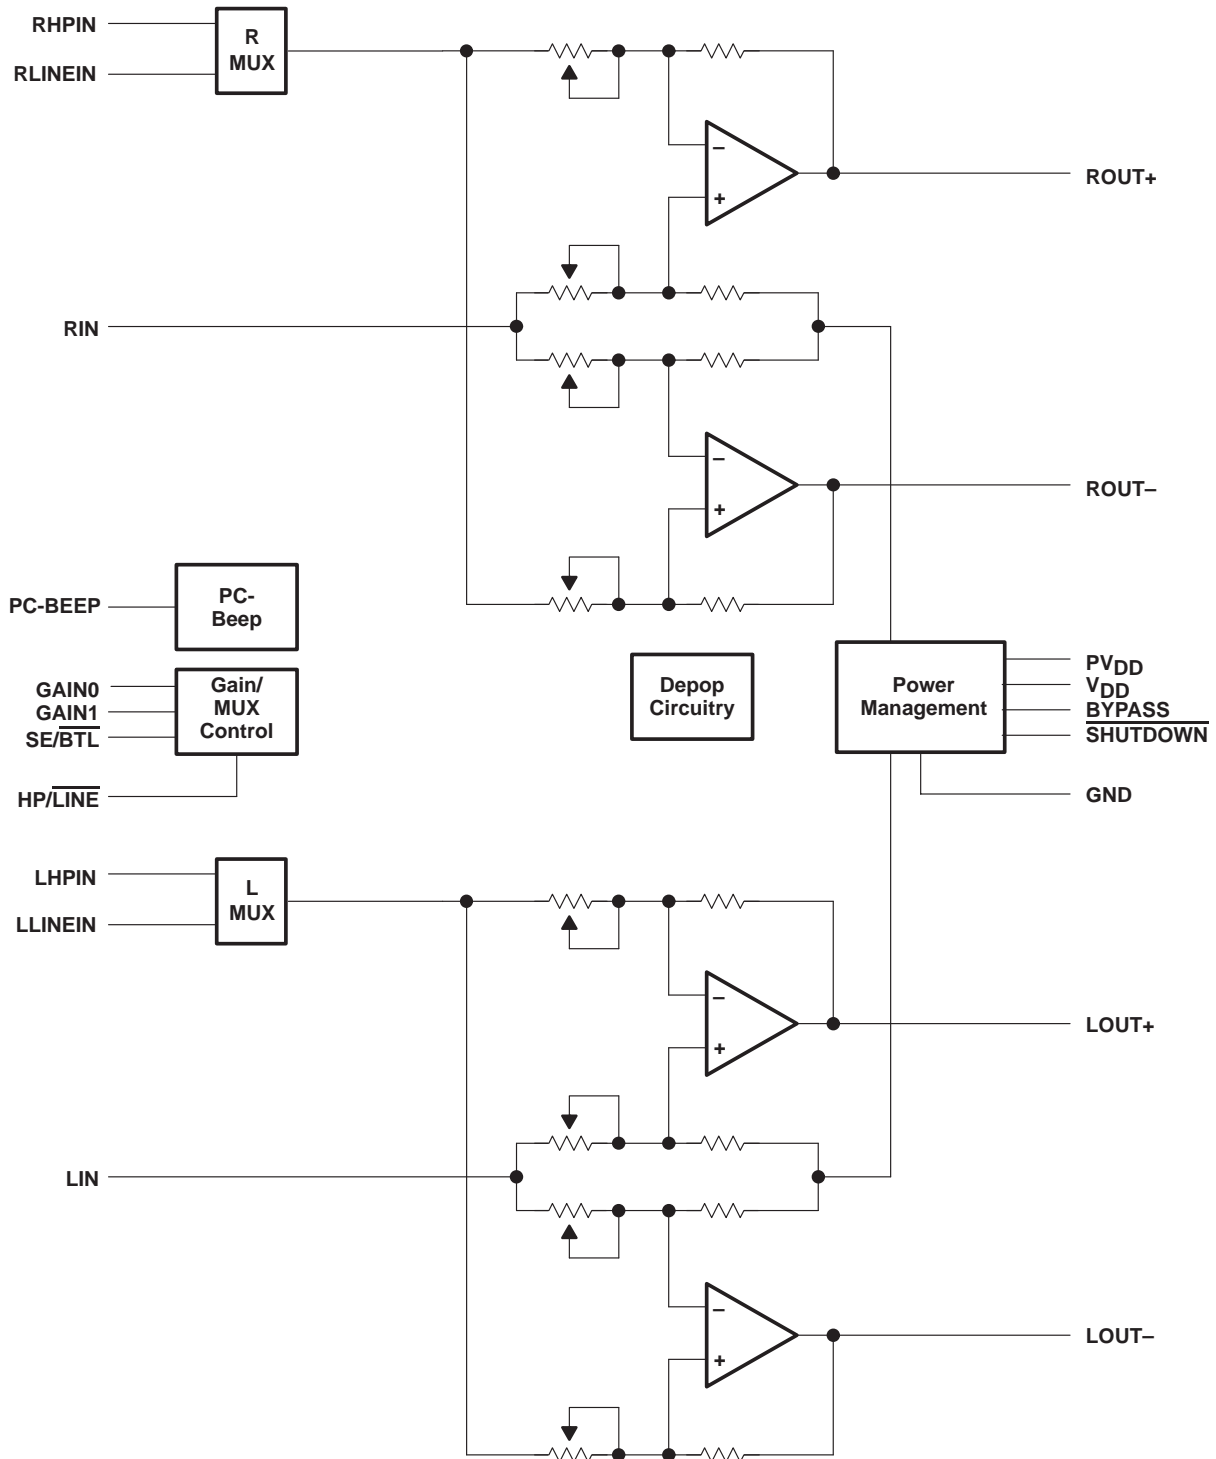 RHPIN
R
MUX
RLINEIN
−
ROUT+
+
RIN
−
ROUT−
+
PC-BEEP
PC-
Beep
GAIN0
GAIN1
SE/BTL
Gain/
MUX
Control
HP/LINE
Depop
Circuitry
Power
Management
PVDD
VDD
BYPASS
SHUTDOWN
GND
LHPIN
L
MUX
LLINEIN
−
LOUT+
+
LIN
−
LOUT−
+